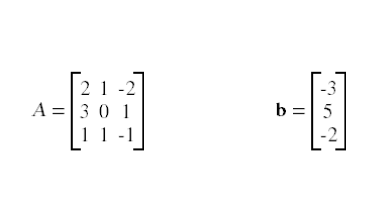 A = [2 1 -2
3 0 1
1 1 -1]
b = [-3
5
-2]